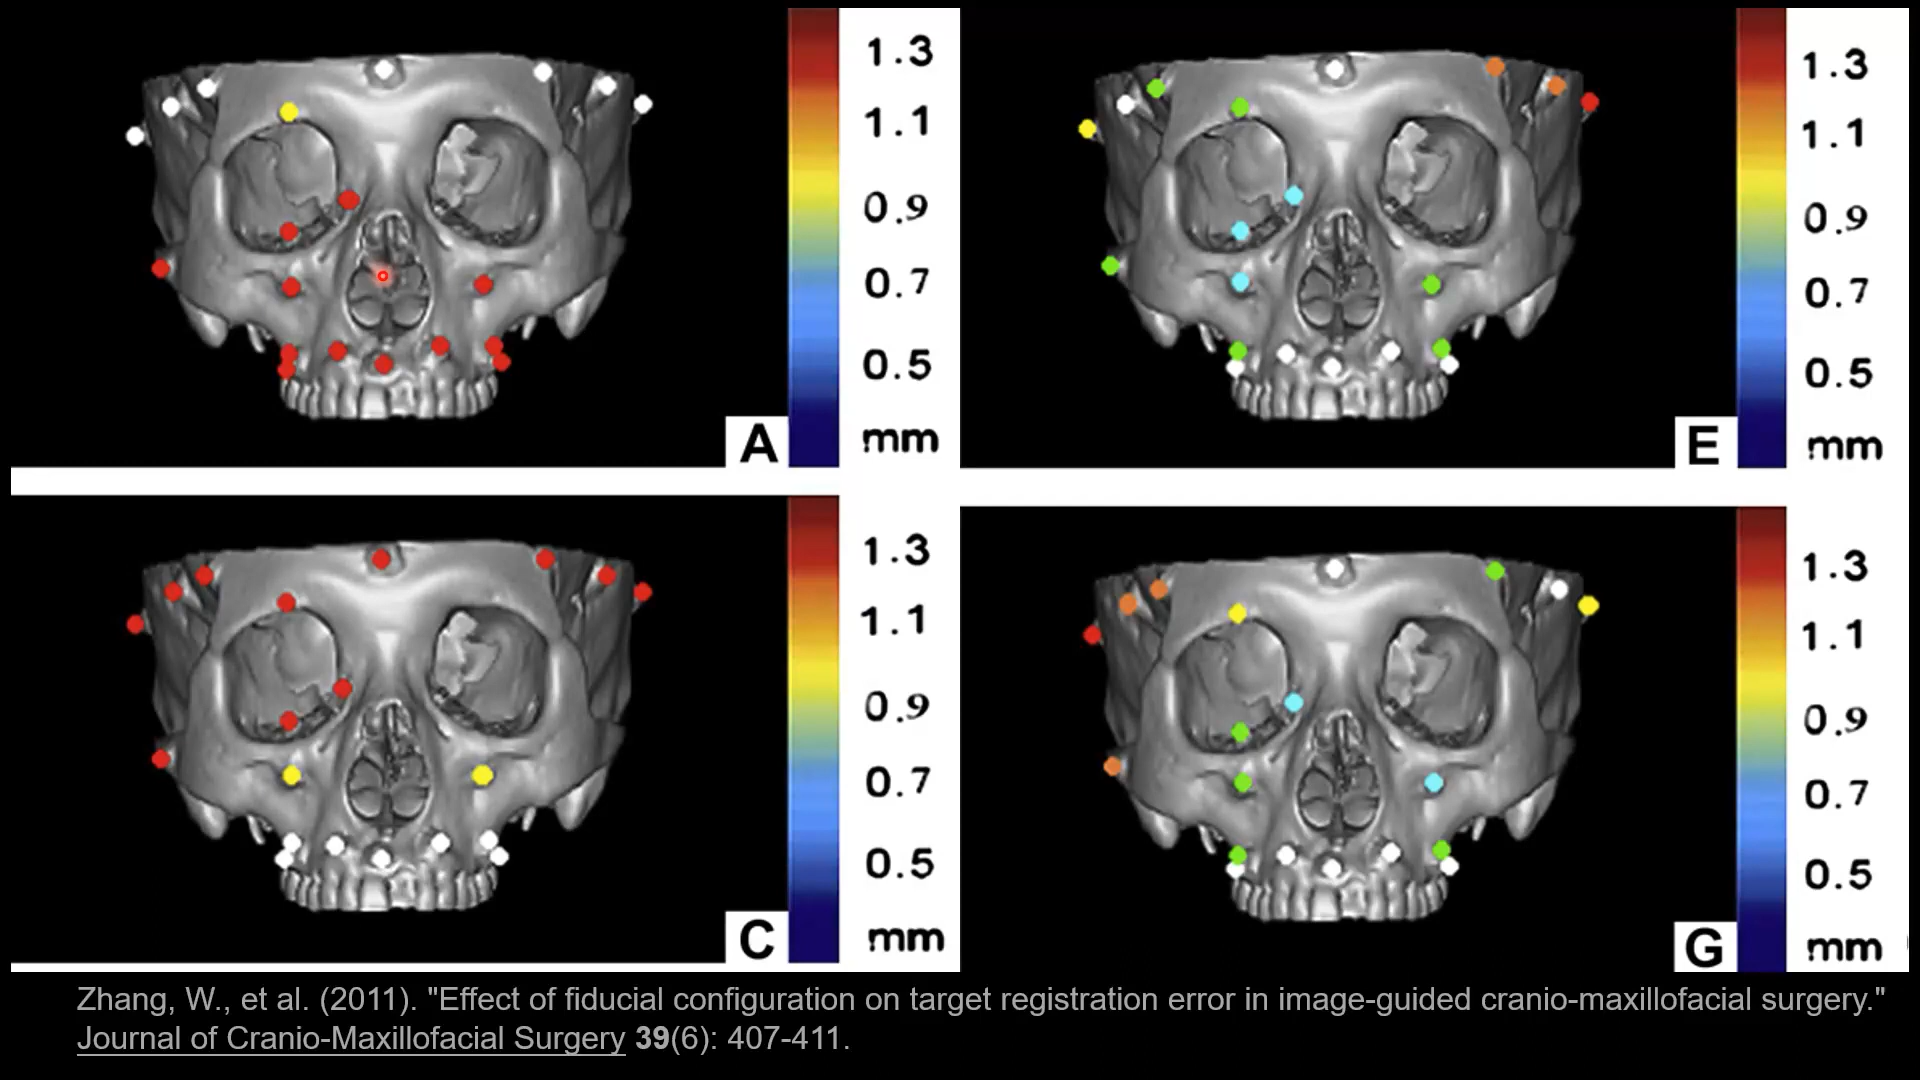 1.3
1.1
0.9
0.7
0.5
mm
A
1.3
1.1
0.9
0.7
0.5
mm
E
1.3
1.1
0.9
0.7
0.5
mm
C
1.3
1.1
0.9
0.7
0.5
mm
G
Zhang, W., et al. (2011). "Effect of fiducial configuration on target registration error in image-guided cranio-maxillofacial surgery."
Journal of Cranio-Maxillofacial Surgery 39(6): 407-411.